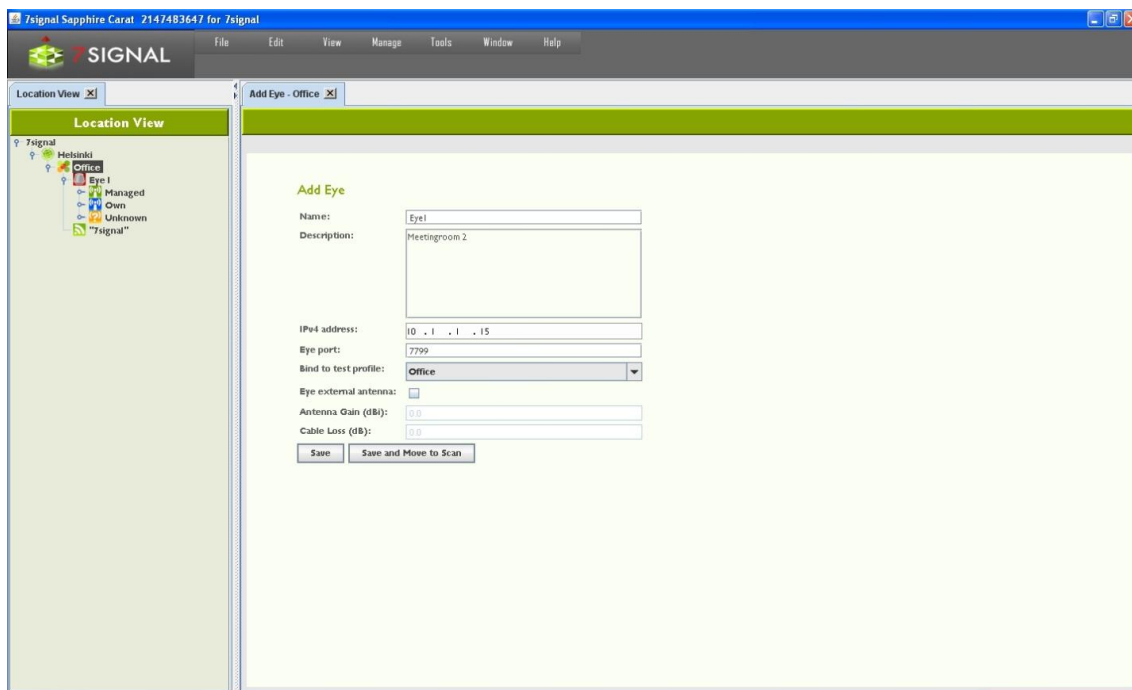 7signal Sapphire Carat 2147483647 for 7signal
7SIGNAL
File Edit View Manage Tools Window Help
Location View
Add Eye - Office
Location View
7signal
Helsinki
Office
Eye 1
Managed
Own
Unknown
"7signal"
Add Eye
Name: Eye1
Description: Meetingroom 2
IPv4 address: 10 . 1 . 1 . 15
Eye port: 7799
Bind to test profile: Office
Eye external antenna:
Antenna Gain (dBi): 0.0
Cable Loss (dB): 0.0
Save Save and Move to Scan